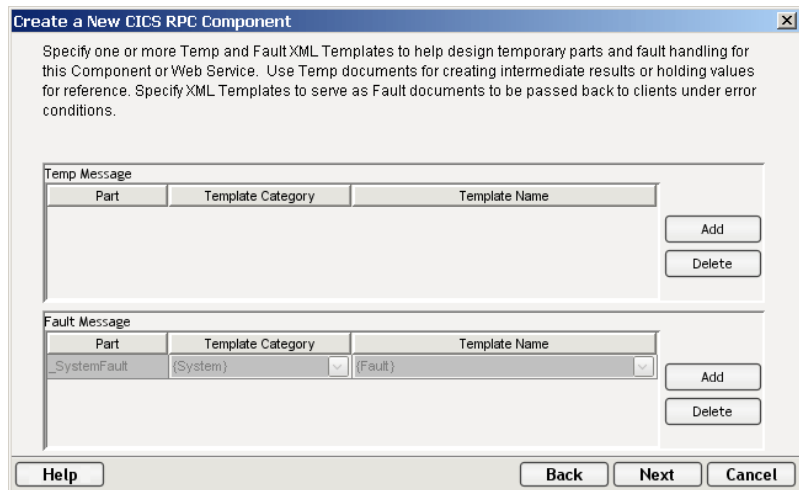 Create a New CICS RPC Component
Specify one or more Temp and Fault XML Templates to help design temporary parts and fault handling for
this Component or Web Service. Use Temp documents for creating intermediate results or holding values
for reference. Specify XML Templates to serve as Fault documents to be passed back to clients under error
conditions.
Temp Message
Part Template Category Template Name
Add
Delete
Fault Message
Part Template Category Template Name
_SystemFault {System} {Fault}
Add
Delete
Help Back Next Cancel